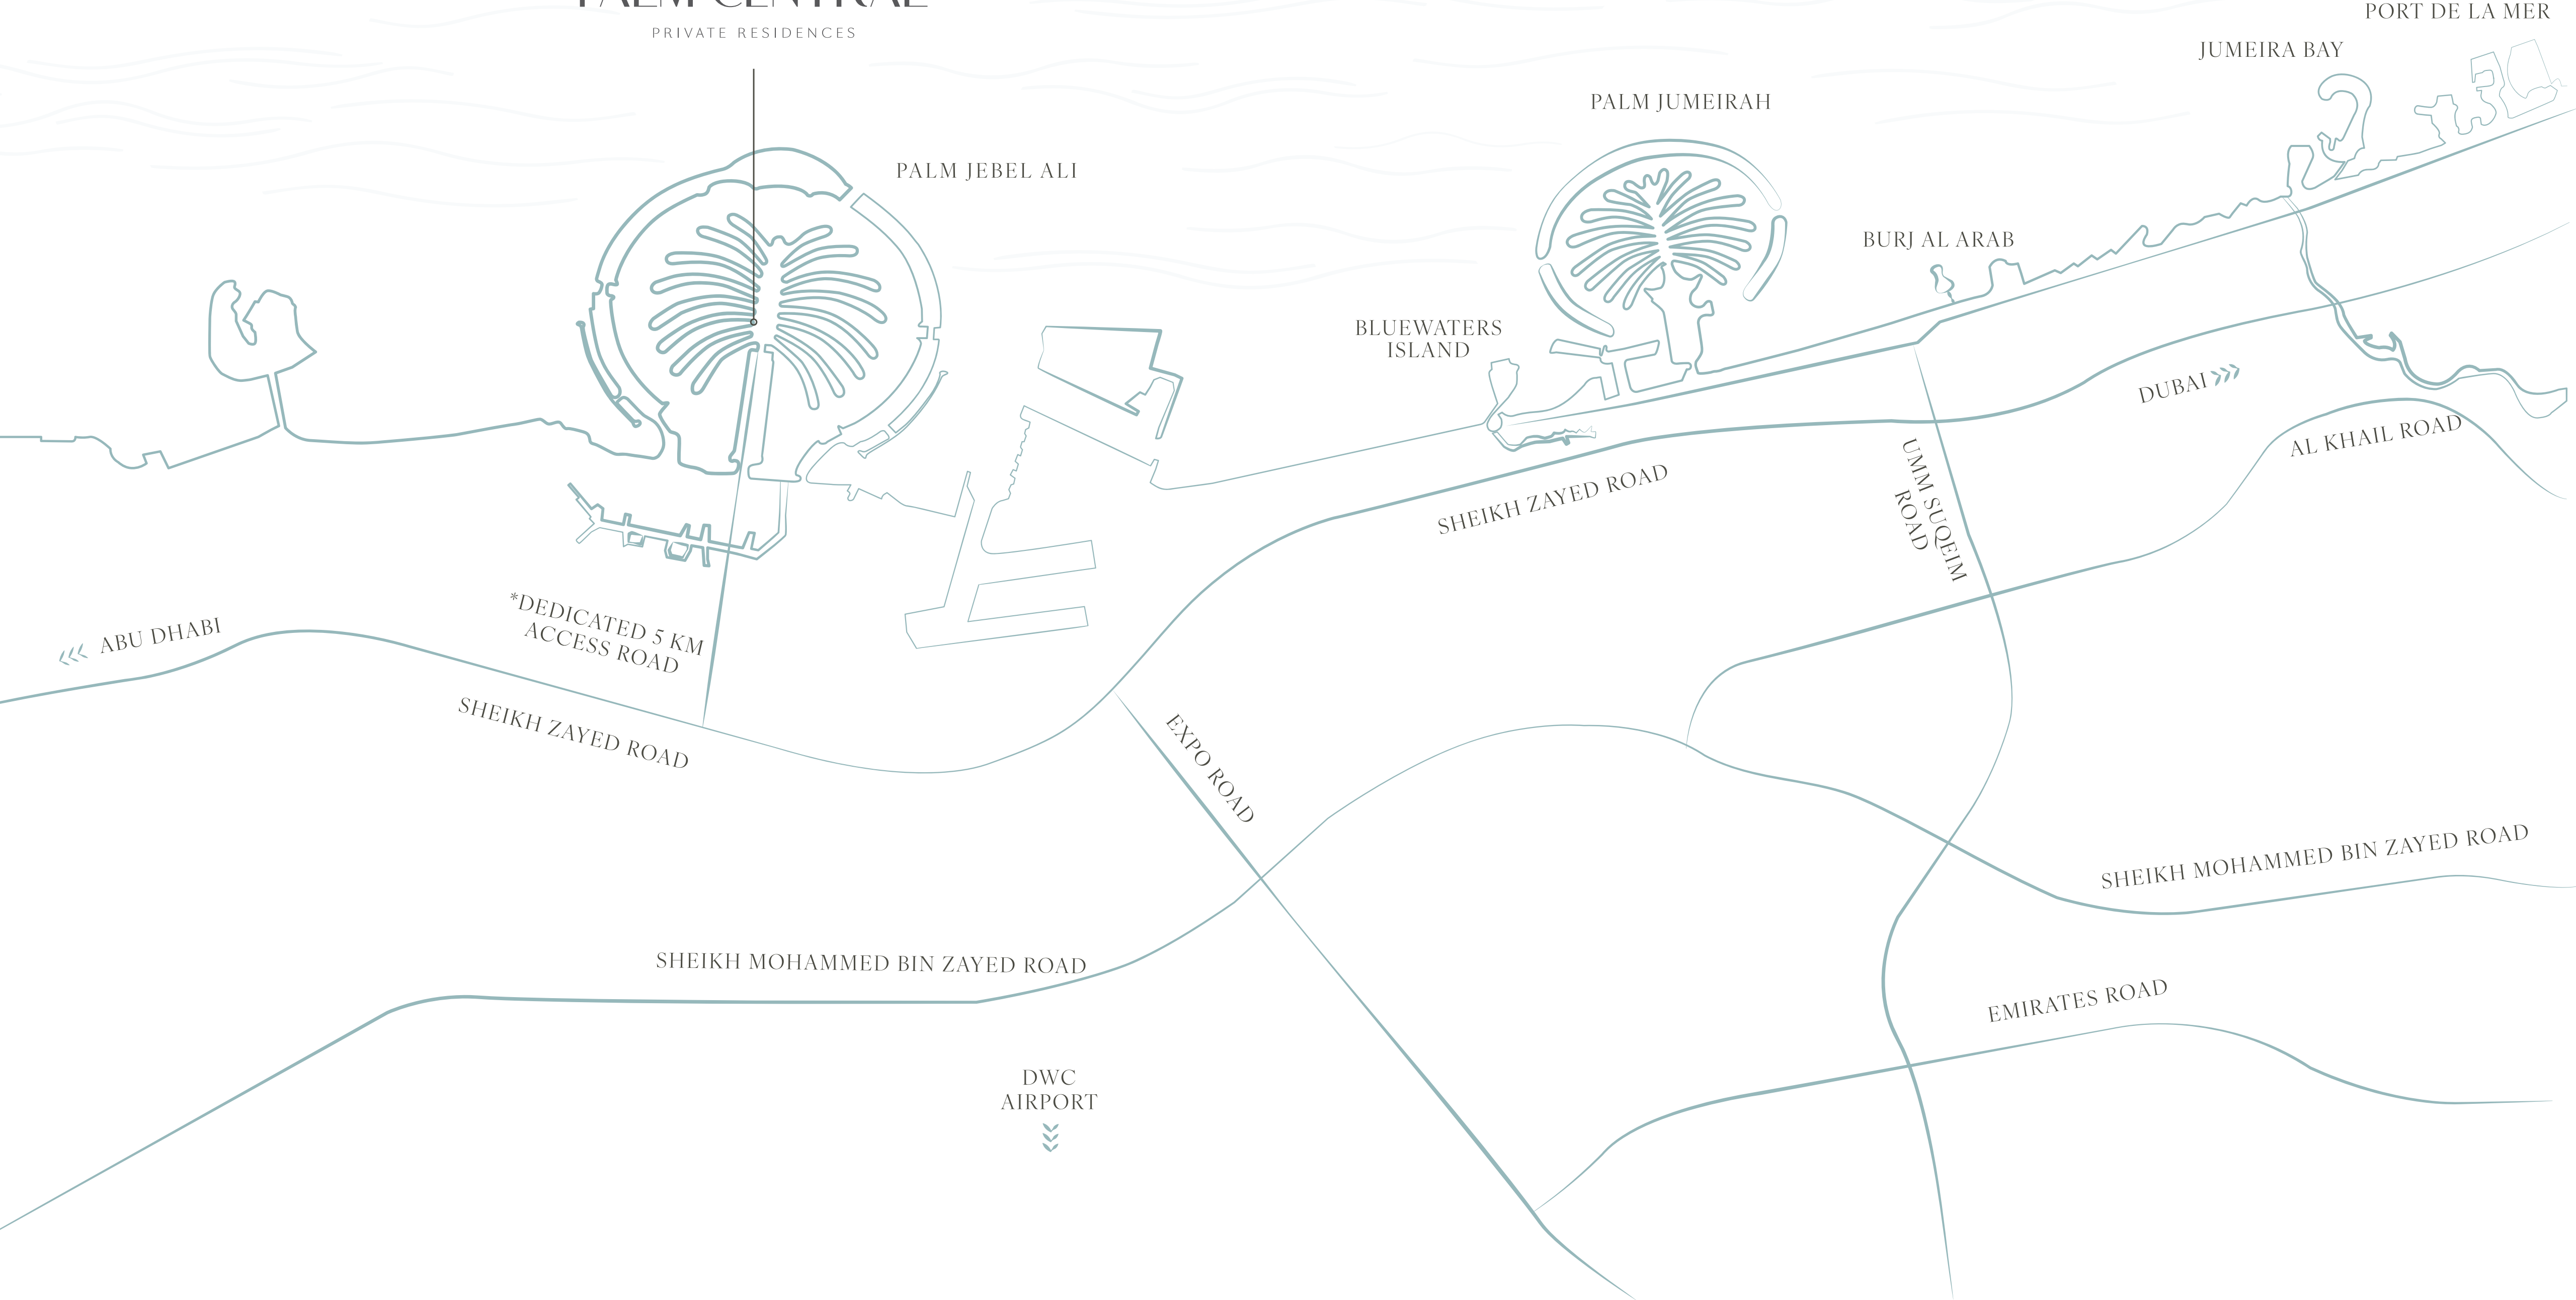 PALM CENTRAL
PRIVATE RESIDENCES
PORT DE LA MER
JUMEIRA BAY
PALM JUMEIRAH
PALM JEBEL ALI
BURJ AL ARAB
BLUEWATERS
ISLAND
DUBAI
AL KHAIL ROAD
SHEIKH ZAYED ROAD
UMM SUQEIM
ROAD
*DEDICATED 5 KM
ACCESS ROAD
ABU DHABI
SHEIKH ZAYED ROAD
EXPO ROAD
SHEIKH MOHAMMED BIN ZAYED ROAD
SHEIKH MOHAMMED BIN ZAYED ROAD
EMIRATES ROAD
DWC
AIRPORT